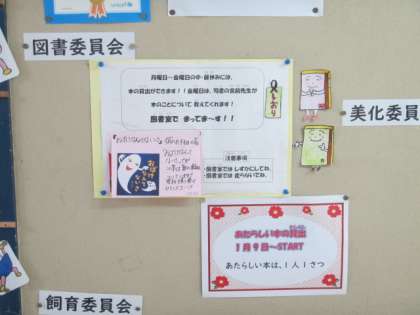 図書委員会
月曜日～金曜日の中・昼休みには、
本の貸出ができます！！金曜日は、司書の宮前先生が
本のことについて 教えてくれます！
図書室で まってま～す！！
しおり
注意事項
・図書室では しずかにしてね。
・図書室では 走らないでね。
美化委員
あたらしい本の貸出
1月9日～START
あたらしい本は、1人1さつ
飼育委員会
unicef